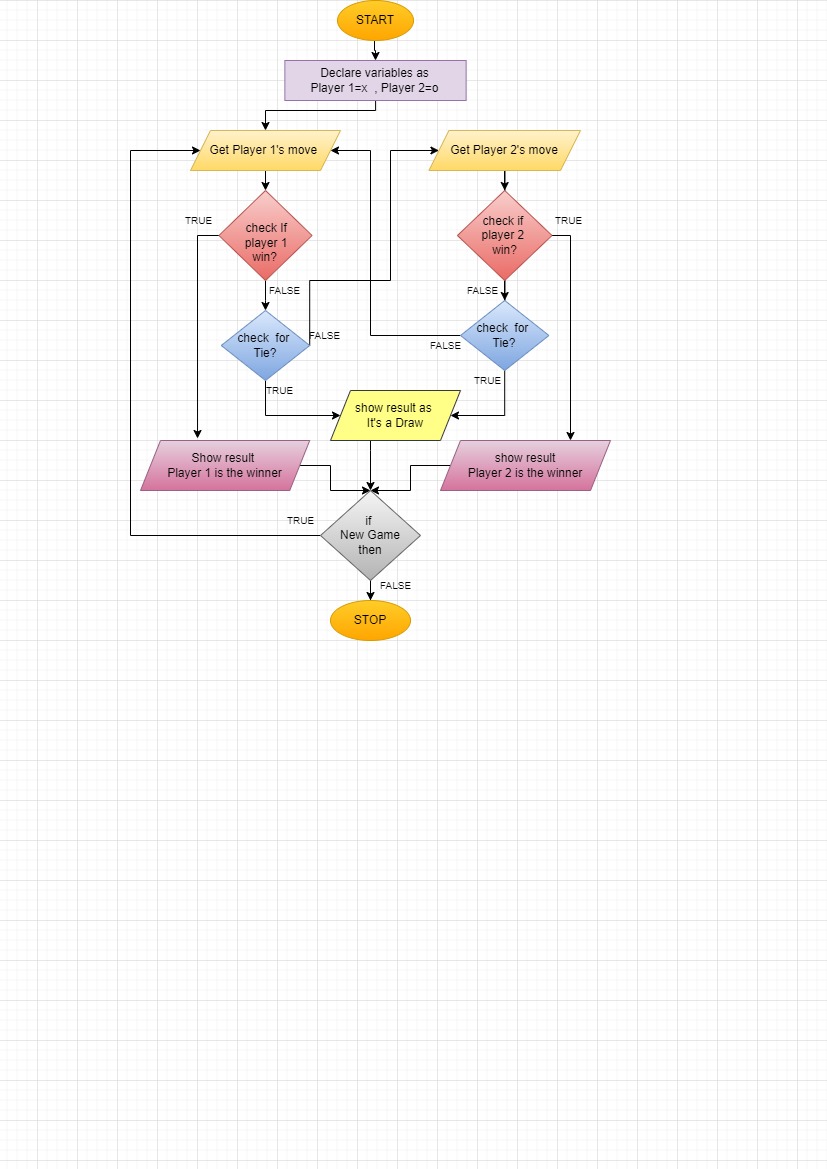 START
Declare variables as
Player 1=x , Player 2=o
Get Player 1's move
Get Player 2's move
TRUE
check If
player 1
win?
check if
player 2
win?
TRUE
FALSE
FALSE
check for
Tie?
FALSE
check for
Tie?
FALSE
TRUE
TRUE
show result as
It's a Draw
Show result
Player 1 is the winner
show result
Player 2 is the winner
TRUE
if
New Game
then
FALSE
STOP